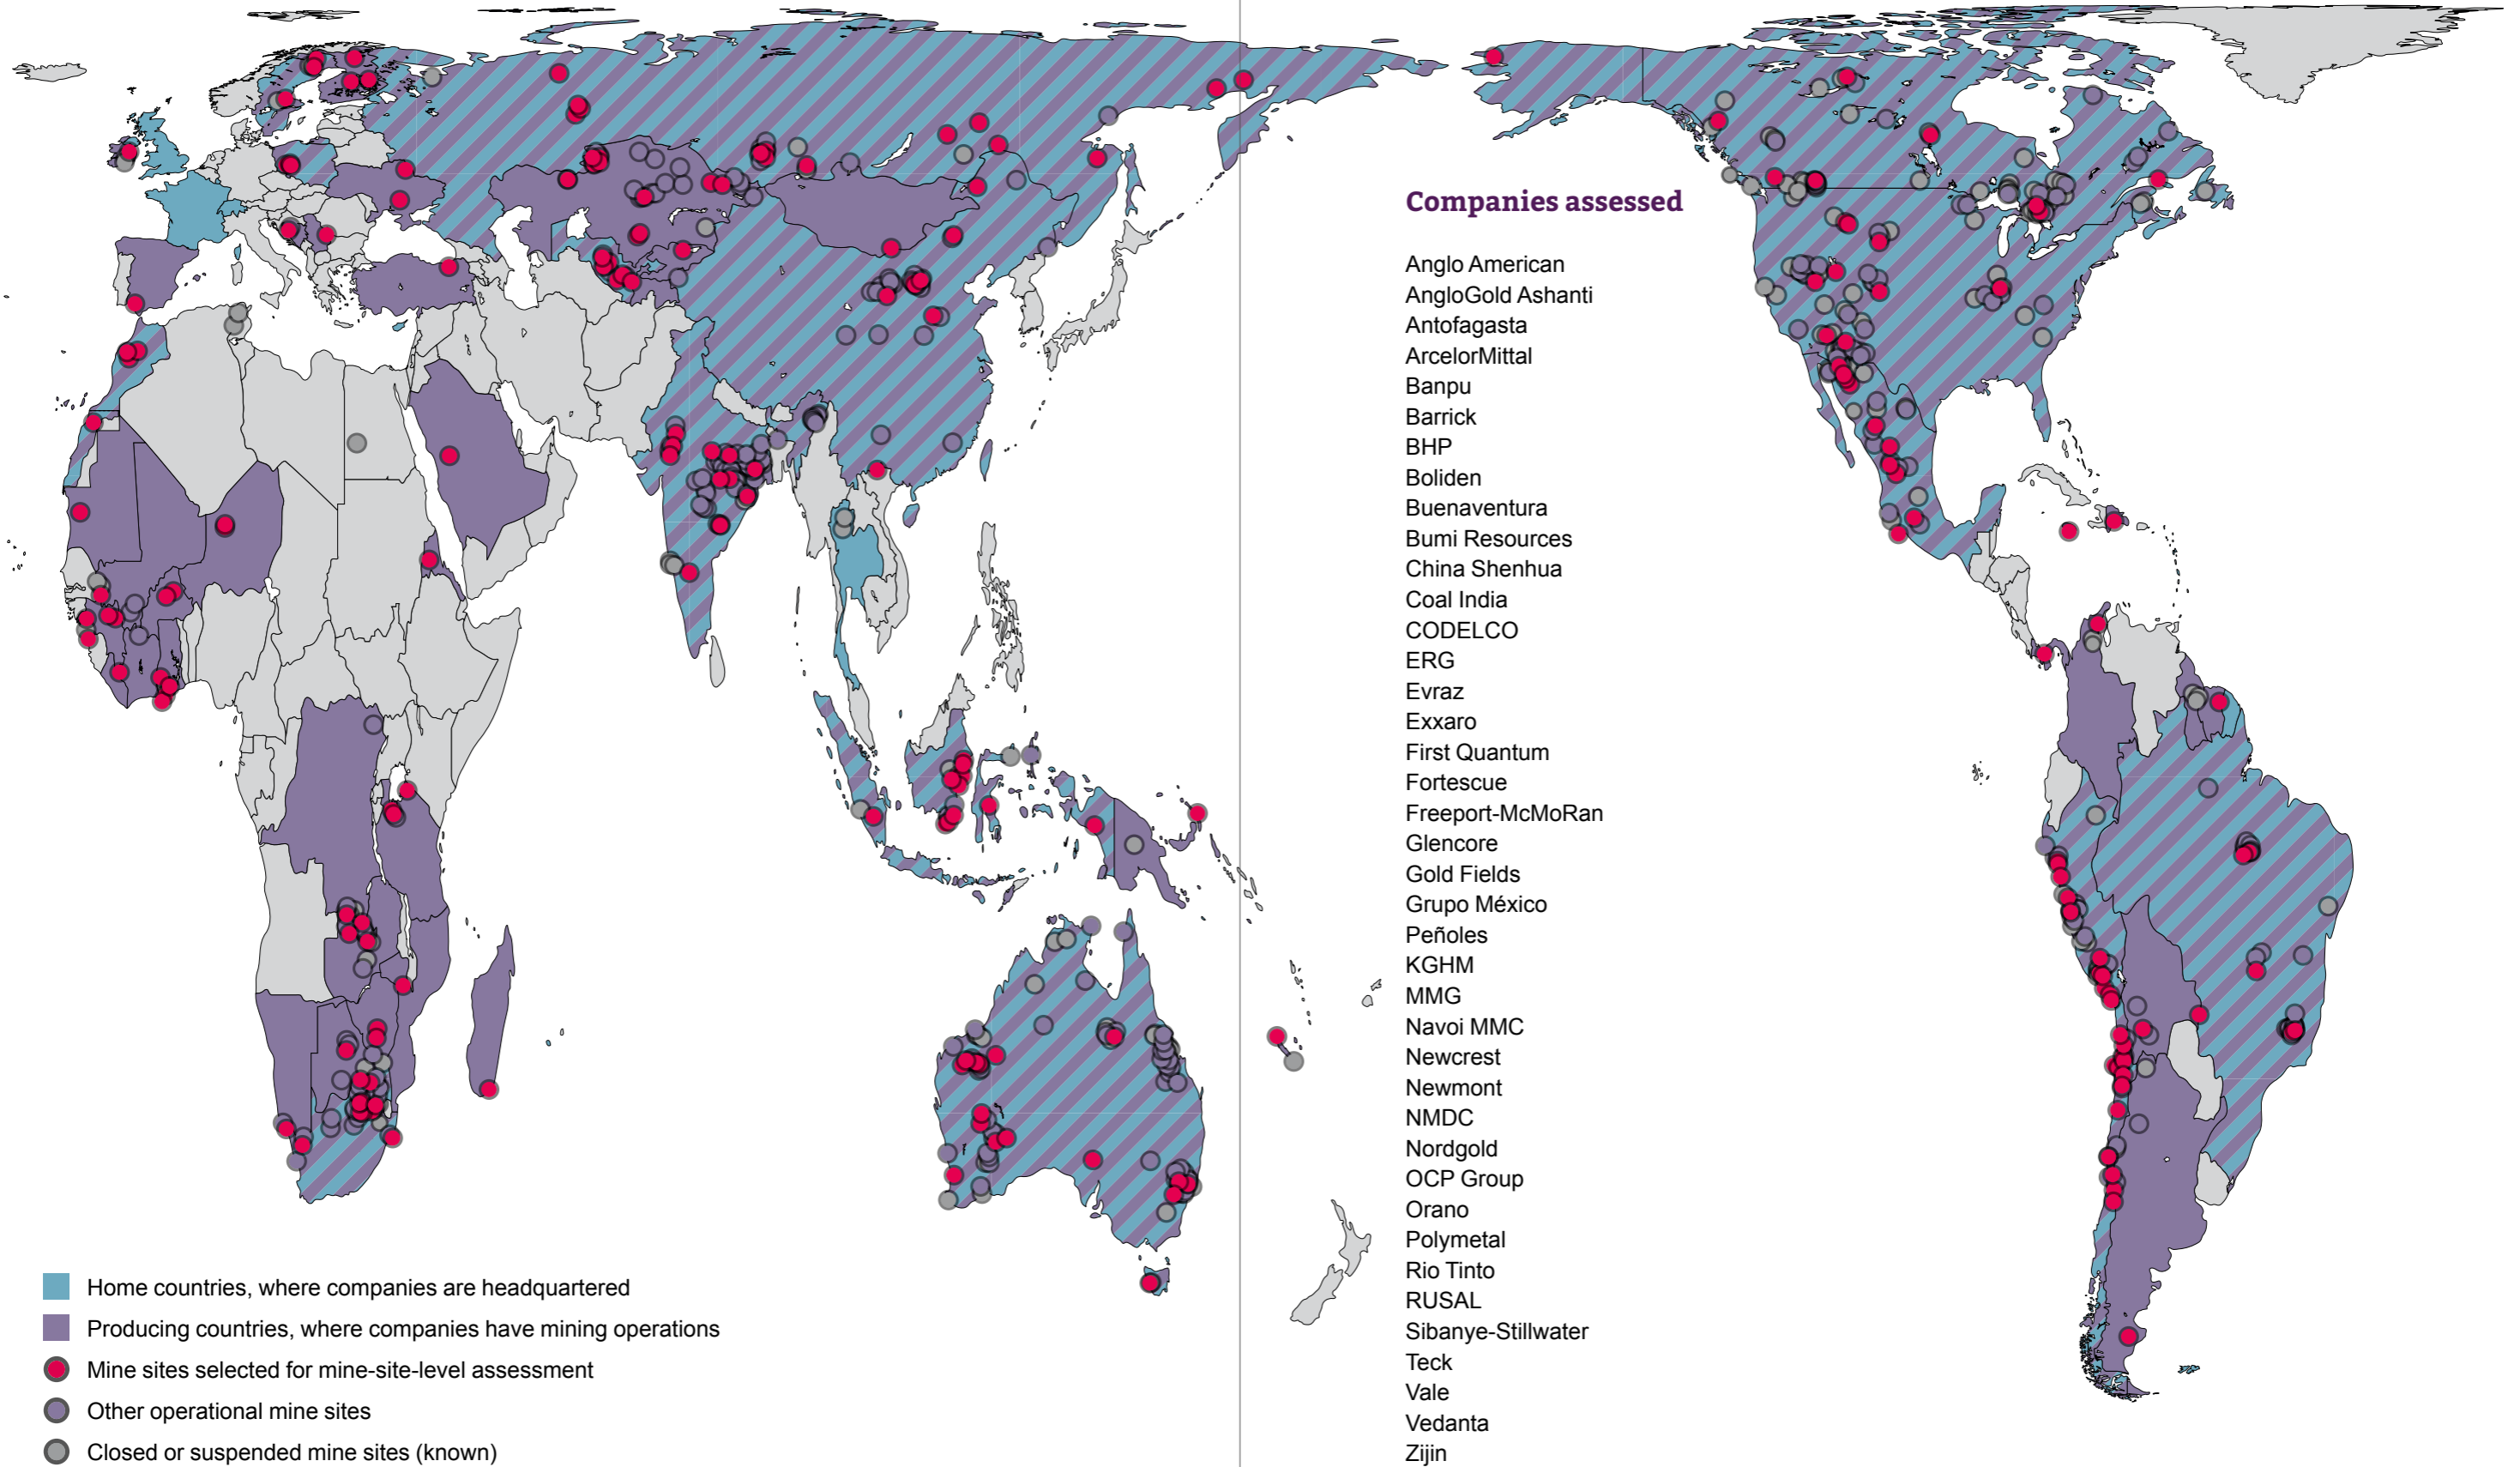 Companies assessed
Anglo American
AngloGold Ashanti
Antofagasta
ArcelorMittal
Banpu
Barrick
BHP
Boliden
Buenaventura
Bumi Resources
China Shenhua
Coal India
CODELCO
ERG
Evraz
Exxaro
First Quantum
Fortescue
Freeport-McMoRan
Glencore
Gold Fields
Grupo México
Peñoles
KGHM
MMG
Navoi MMC
Newcrest
Newmont
NMDC
Nordgold
OCP Group
Orano
Polymetal
Rio Tinto
RUSAL
Sibanye-Stillwater
Teck
Vale
Vedanta
Zijin
Home countries, where companies are headquartered
Producing countries, where companies have mining operations
Mine sites selected for mine-site-level assessment
Other operational mine sites
Closed or suspended mine sites (known)